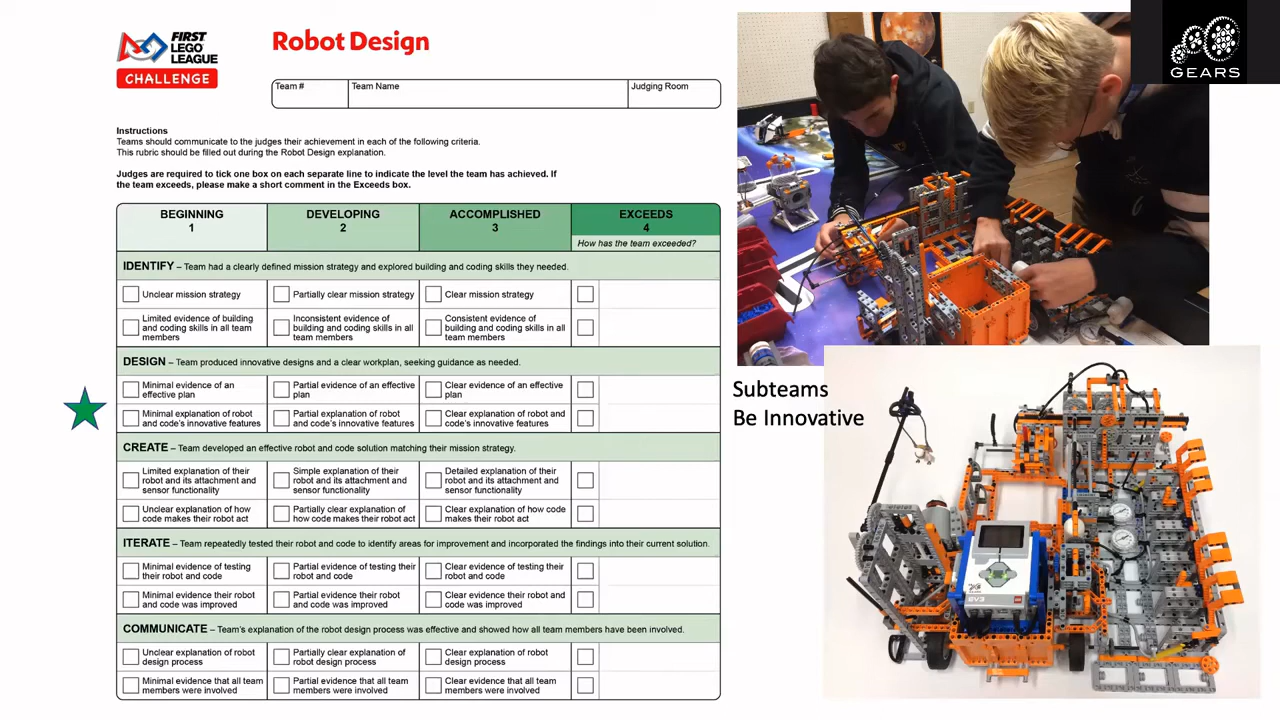 FIRST
LEGO
LEAGUE
CHALLENGE
Robot Design
Team #
Team Name
Judging Room
Instructions
Teams should communicate to the judges their achievement in each of the following criteria.
This rubric should be filled out during the Robot Design explanation.
Judges are required to tick one box on each separate line to indicate the level the team has achieved. If
the team exceeds, please make a short comment in the Exceeds box.
BEGINNING
1
DEVELOPING
2
ACCOMPLISHED
3
EXCEEDS
4
How has the team exceeded?
IDENTIFY – Team had a clearly defined mission strategy and explored building and coding skills they needed.
Unclear mission strategy
Partially clear mission strategy
Clear mission strategy
Limited evidence of building
and coding skills in all team
members
Inconsistent evidence of
building and coding skills in all
team members
Consistent evidence of
building and coding skills in all
team members
DESIGN – Team produced innovative designs and a clear workplan, seeking guidance as needed.
Minimal evidence of an
effective plan
Partial evidence of an effective
plan
Clear evidence of an effective
plan
Minimal explanation of robot
and code's innovative features
Partial explanation of robot
and code's innovative features
Clear explanation of robot and
code's innovative features
CREATE – Team developed an effective robot and code solution matching their mission strategy.
Limited explanation of their
robot and its attachment and
sensor functionality
Simple explanation of their
robot and its attachment and
sensor functionality
Detailed explanation of their
robot and its attachment and
sensor functionality
Unclear explanation of how
code makes their robot act
Partially clear explanation of
how code makes their robot act
Clear explanation of how code
makes their robot act
ITERATE – Team repeatedly tested their robot and code to identify areas for improvement and incorporated the findings into their current solution.
Minimal evidence of testing
their robot and code
Partial evidence of testing their
robot and code
Clear evidence of testing their
robot and code
Minimal evidence their robot
and code was improved
Partial evidence their robot
and code was improved
Clear evidence their robot and
code was improved
COMMUNICATE – Team's explanation of the robot design process was effective and showed how all team members have been involved.
Unclear explanation of robot
design process
Partially clear explanation of
robot design process
Clear explanation of robot
design process
Minimal evidence that all team
members were involved
Partial evidence that all team
members were involved
Clear evidence that all team
members were involved
GEARS
Subteams
Be Innovative
EV3